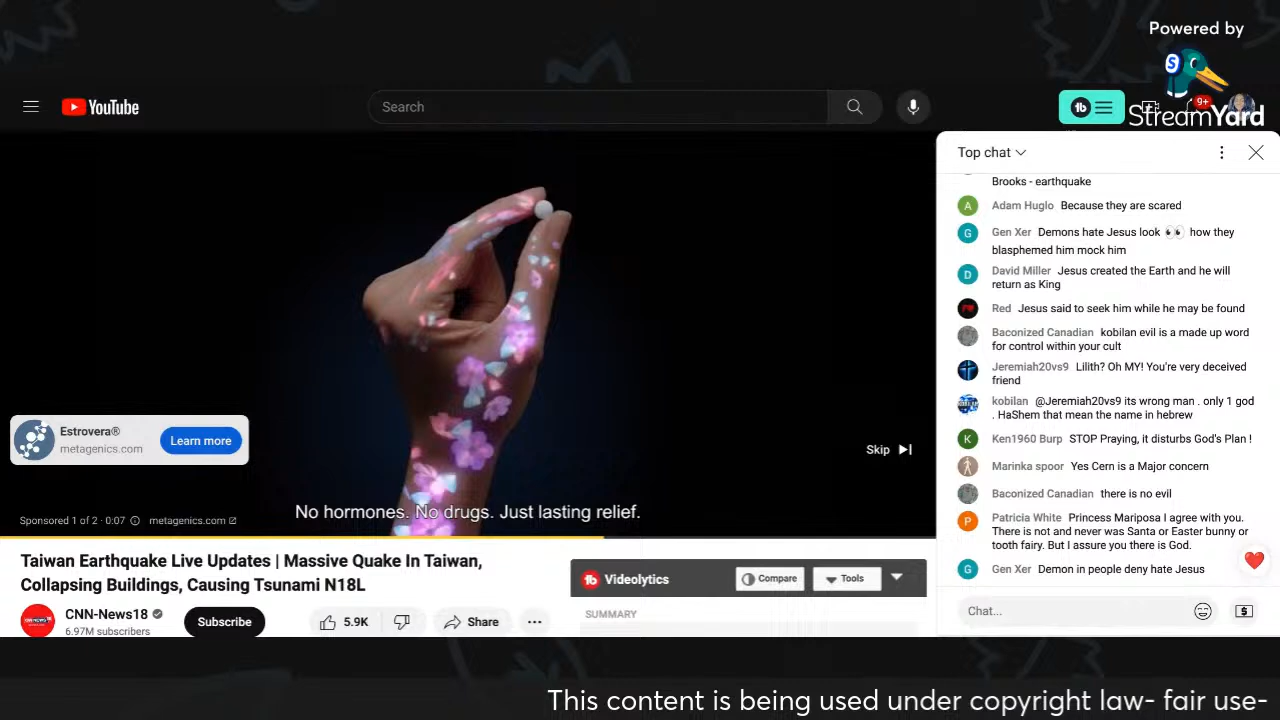 Powered by
StreamYard
YouTube
Search
9+
Top chat
Brooks - earthquake
Adam Huglo Because they are scared
Gen Xer Demons hate Jesus look 👀 how they
blasphemed him mock him
David Miller Jesus created the Earth and he will
return as King
Red Jesus said to seek him while he may be found
Baconized Canadian kobilan evil is a made up word
for control within your cult
Jeremiah20vs9 Lilith? Oh MY! You're very deceived
friend
kobilan @Jeremiah20vs9 its wrong man . only 1 god
. HaShem that mean the name in hebrew
Ken1960 Burp STOP Praying, it disturbs God's Plan !
Marinka spoor Yes Cern is a Major concern
Baconized Canadian there is no evil
Patricia White Princess Mariposa I agree with you.
There is not and never was Santa or Easter bunny or
tooth fairy. But I assure you there is God.
Gen Xer Demon in people deny hate Jesus
Chat...
Estrovera®
metagenics.com
Learn more
Skip
Sponsored 1 of 2 · 0:07 metagenics.com
No hormones. No drugs. Just lasting relief.
Taiwan Earthquake Live Updates | Massive Quake In Taiwan,
Collapsing Buildings, Causing Tsunami N18L
CNN-News18
6.97M subscribers
Subscribe
5.9K
Share
Videolytics
Compare
Tools
SUMMARY
This content is being used under copyright law- fair use-